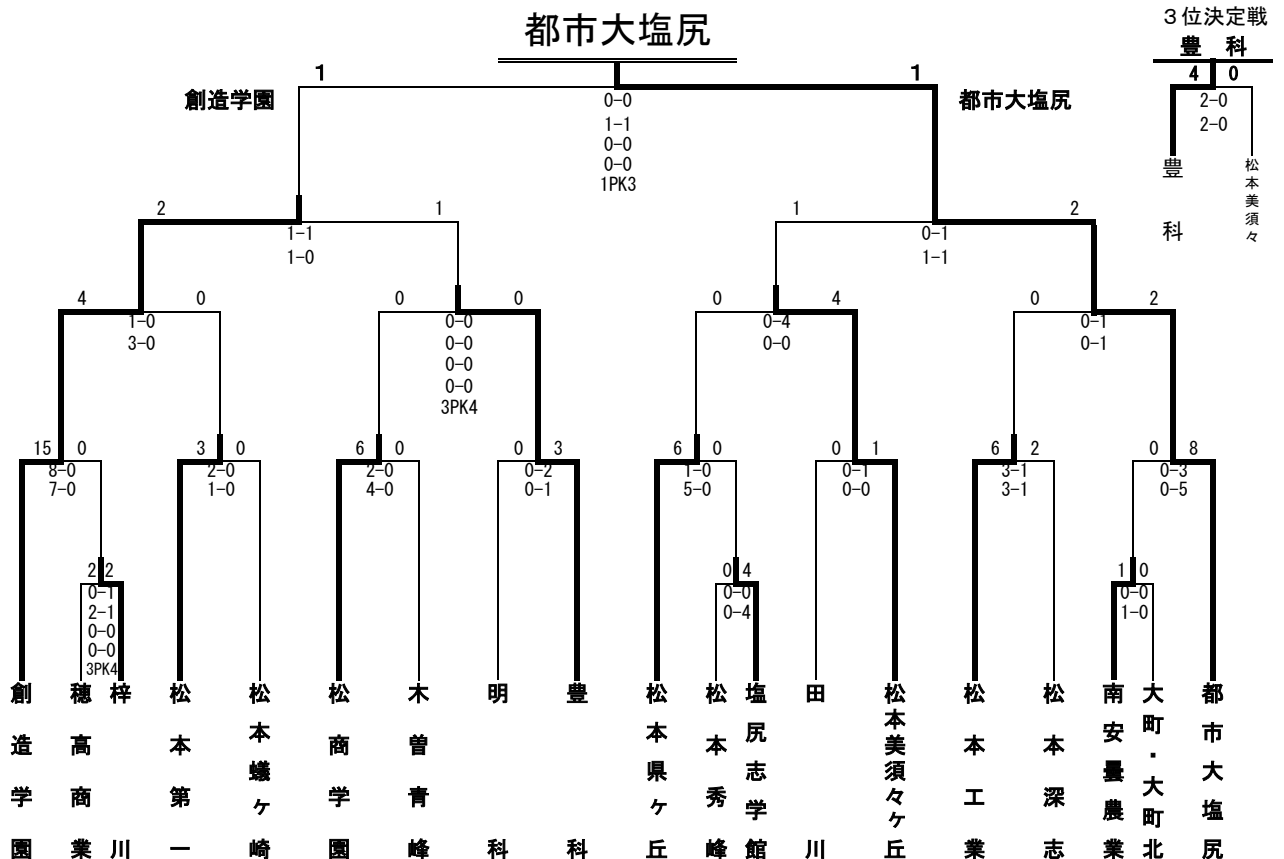 都市大塩尻
3位決定戦
豊 科
4 0
2-0
2-0
豊科
松本美須々
1 1
創造学園
都市大塩尻
0-0
1-1
0-0
0-0
1PK3
2 1
1-1
1-0
1 2
0-1
1-1
4 0
1-0
3-0
0 0
0-0
0-0
0-0
0-0
3PK4
0 4
0-4
0-0
0 2
0-1
0-1
15 0
8-0
7-0
3 0
2-0
1-0
6 0
2-0
4-0
0 3
0-2
0-1
6 0
1-0
5-0
0 1
0-1
0-0
6 2
3-1
3-1
0 8
0-3
0-5
2 2
0-1
2-1
0-0
0-0
3PK4
0 4
0-0
0-4
1 0
0-0
1-0
創造学園
穂高商業
梓川
松本第一
松本蟻ケ崎
松商学園
木曽青峰
明科
豊科
松本県ケ丘
松本秀峰
塩尻志学館
田川
松本美須々ケ丘
松本工業
松本深志
南安曇農業
大町・大町北
都市大塩尻